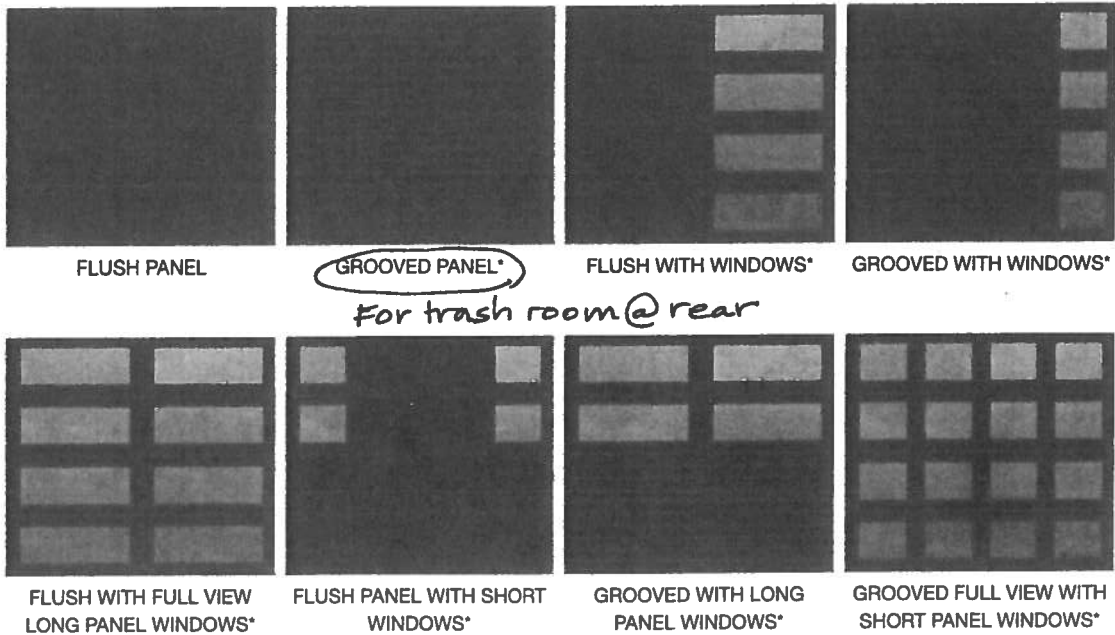 FLUSH PANEL
GROOVED PANEL*
FLUSH WITH WINDOWS*
GROOVED WITH WINDOWS*
For trash room @ rear
FLUSH WITH FULL VIEW
LONG PANEL WINDOWS*
FLUSH PANEL WITH SHORT
WINDOWS*
GROOVED WITH LONG
PANEL WINDOWS*
GROOVED FULL VIEW WITH
SHORT PANEL WINDOWS*